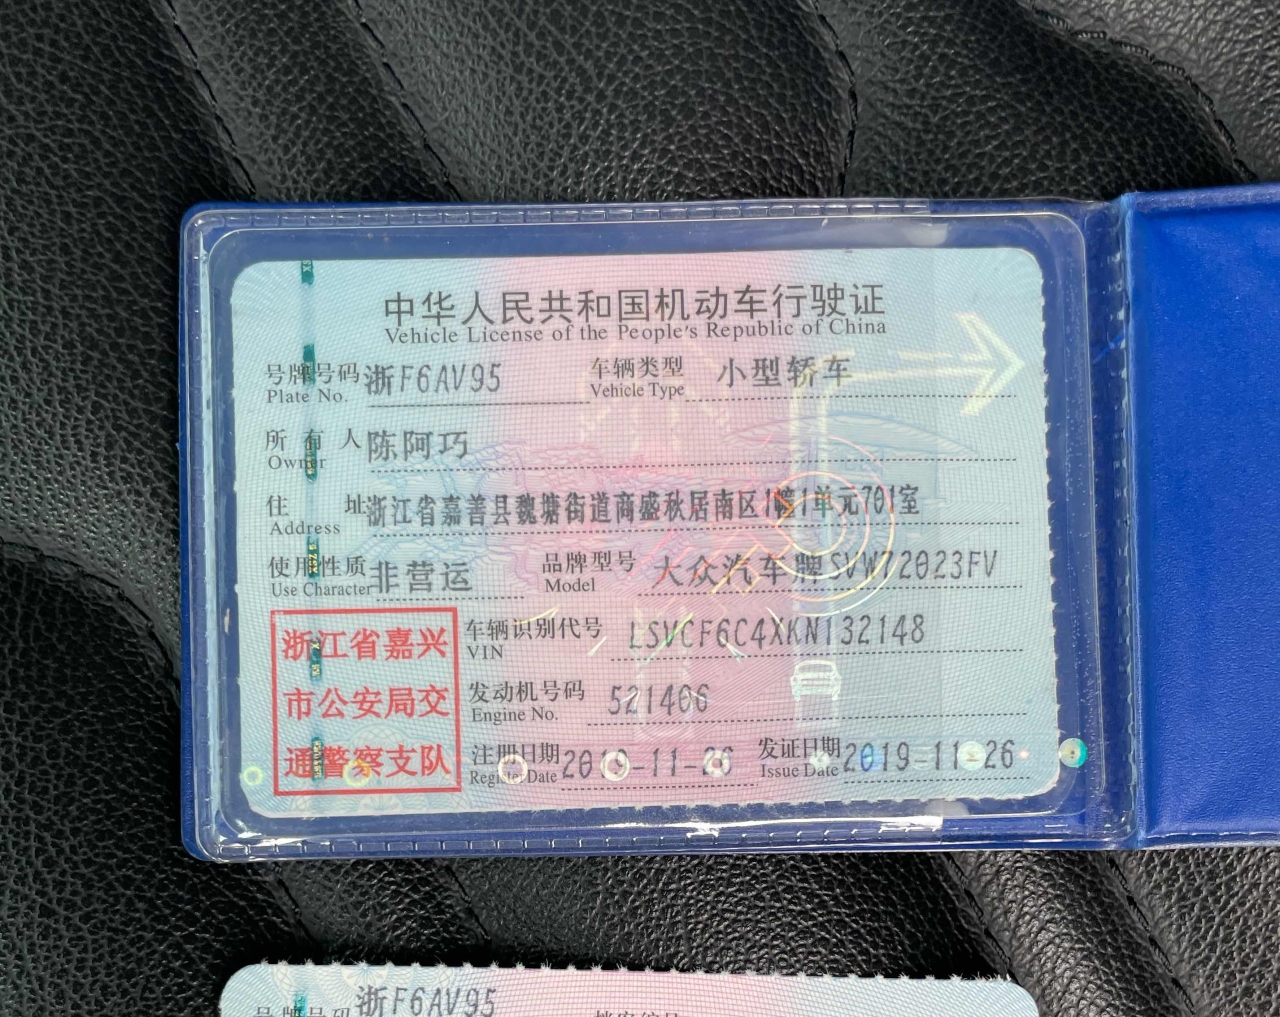 中华人民共和国机动车行驶证
Vehicle License of the People's Republic of China
号牌号码 浙F6AV95 车辆类型 小型轿车
Plate No. Vehicle Type
所有人 陈阿巧
Owner
住址 浙江省嘉善县魏塘街道商盛秋居南区1幢1单元701室
Address
使用性质 非营运 品牌型号 大众汽车牌SVW72023FV
Use Character Model
浙江省嘉兴
市公安局交
通警察支队
车辆识别代号 LSVCF6C4XKN132148
VIN
发动机号码 521406
Engine No.
注册日期 2019-11-26 发证日期 2019-11-26
Register Date Issue Date
号牌号码 浙F6AV95